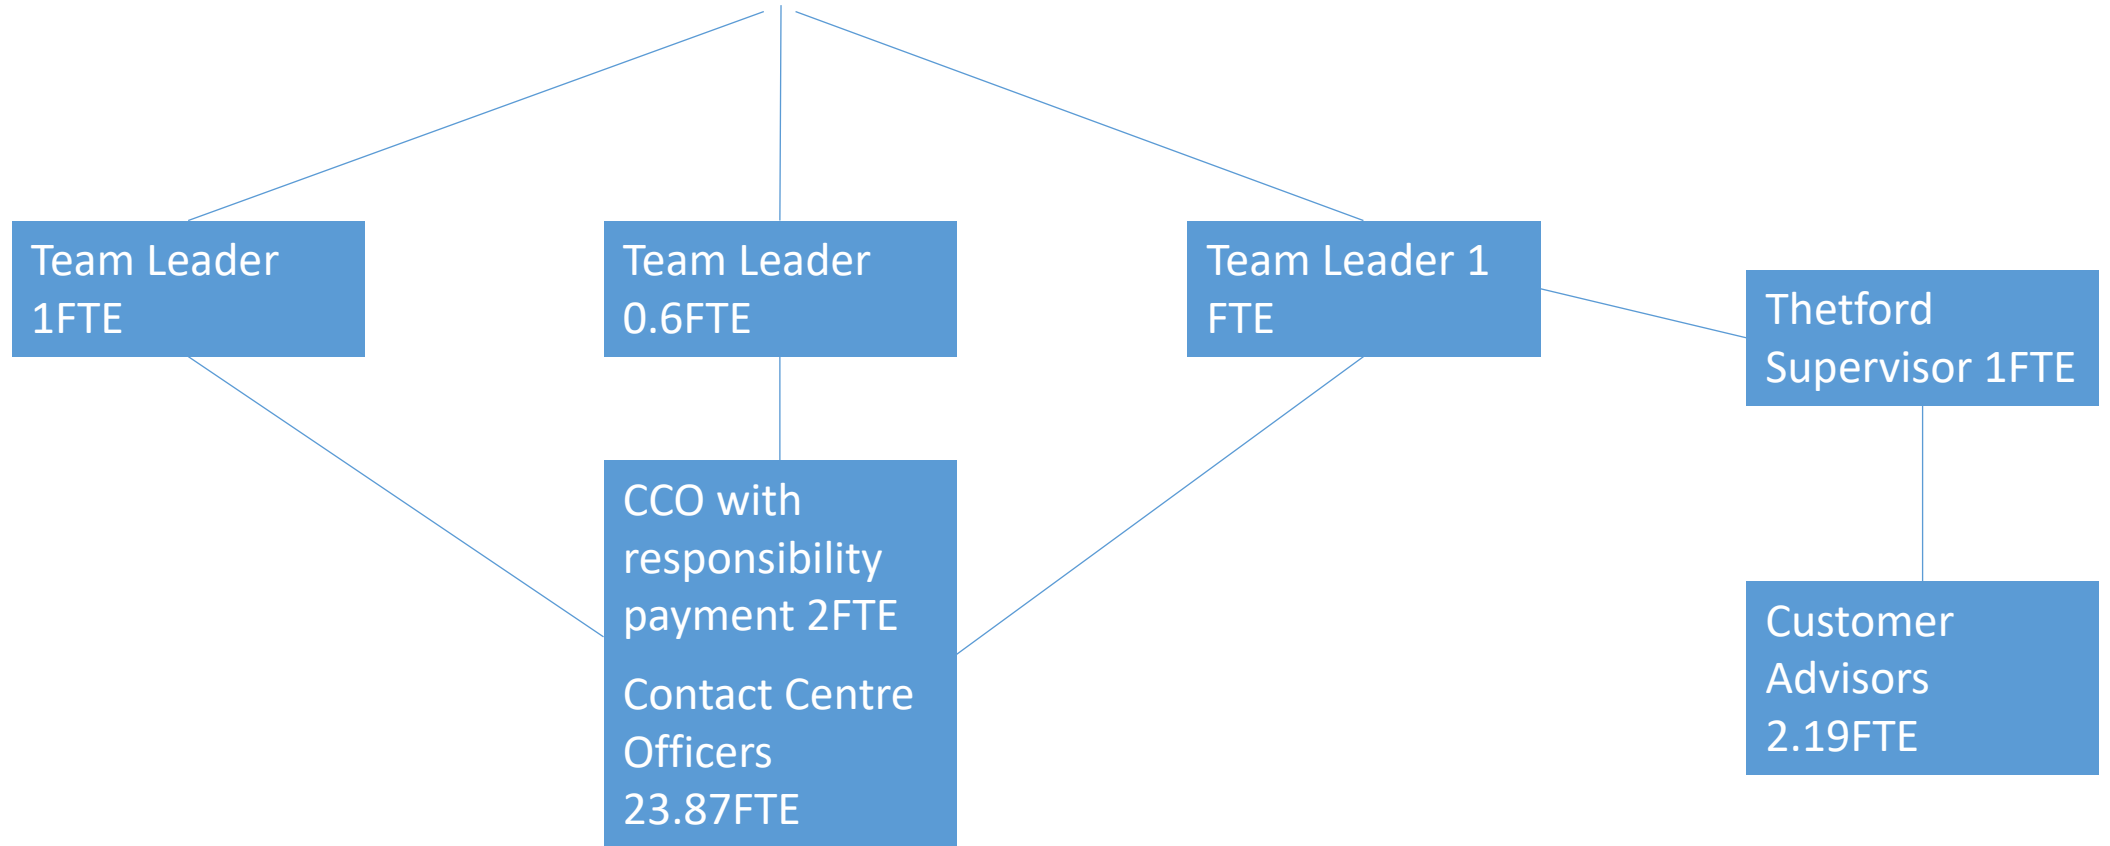 Team Leader
1FTE
Team Leader
0.6FTE
Team Leader 1
FTE
Thetford
Supervisor 1FTE
CCO with
responsibility
payment 2FTE
Contact Centre
Officers
23.87FTE
Customer
Advisors
2.19FTE